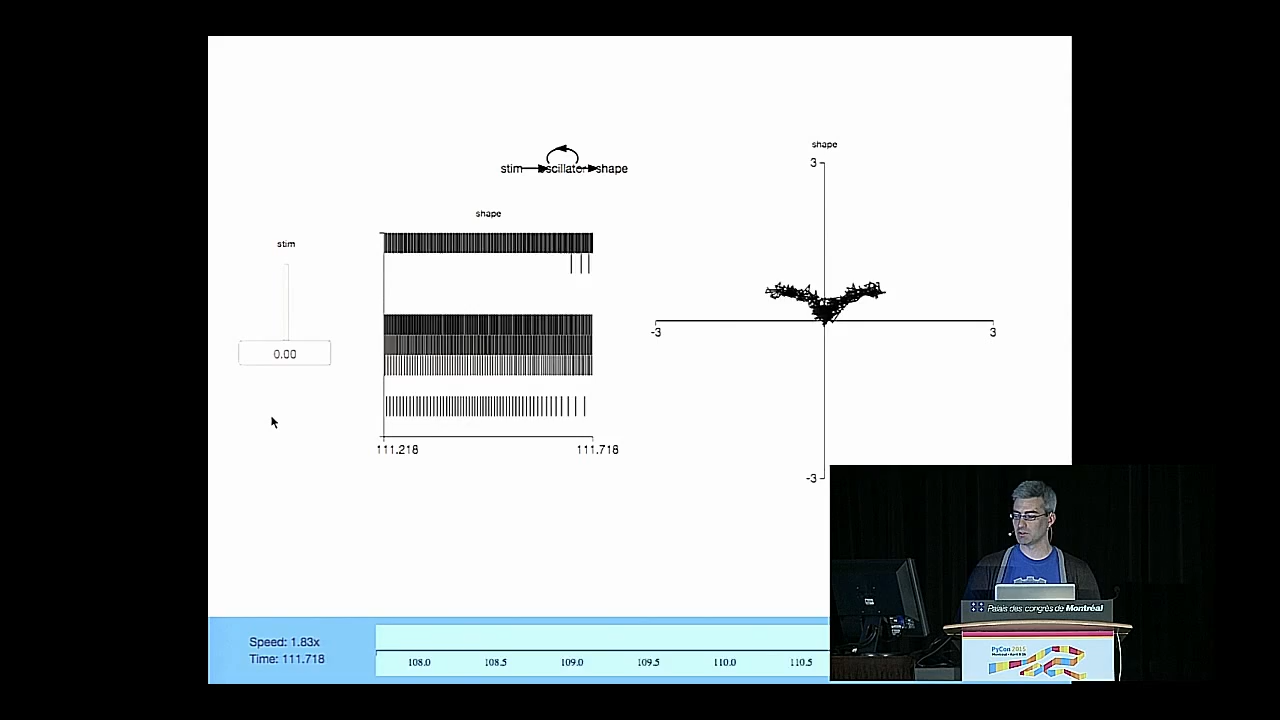 shape
3
stim scillator shape
shape
stim
0.00
-3
3
111.218
111.718
-3
Speed: 1.83x
Time: 111.718
108.0
108.5
109.0
109.5
110.0
110.5
Palais des congrès de Montréal
PyCon 2015